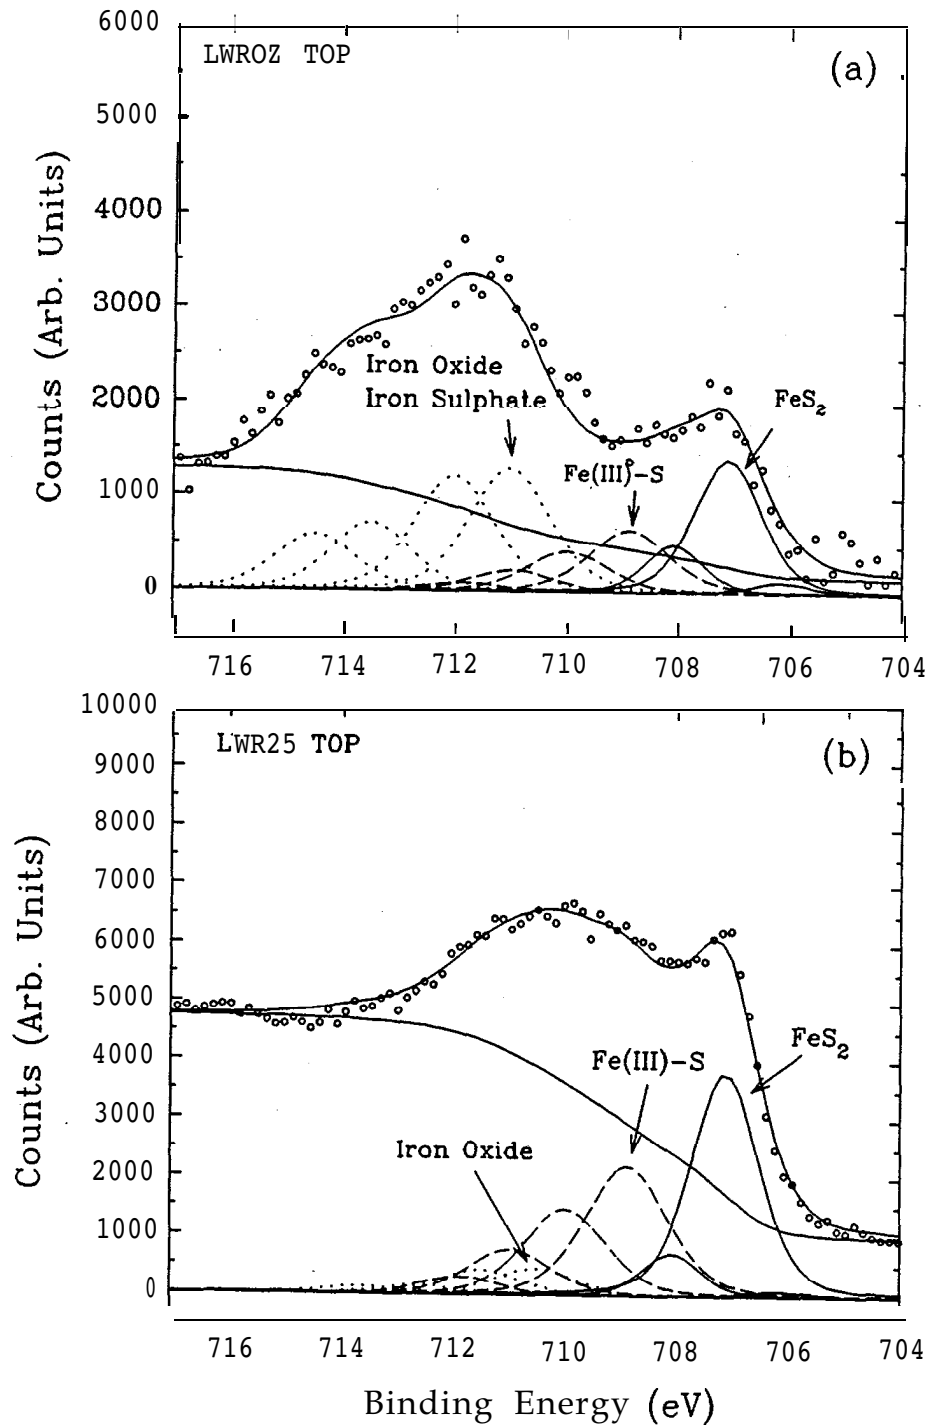 6000
LWROZ TOP
(a)
5000
6000
4000
3000
Iron Oxide
Iron Sulphate
FeS2
2000
Fe(III)-S
1000
0
Counts (Arb. Units)
716 714 712 710 708 706 704
10000
LWR25 TOP
(b)
9000
8000
7000
6000
5000
4000
FeS2
Fe(III)-S
3000
Iron Oxide
2000
1000
0
Counts (Arb. Units)
716 714 712 710 708 706 704
Binding Energy (eV)